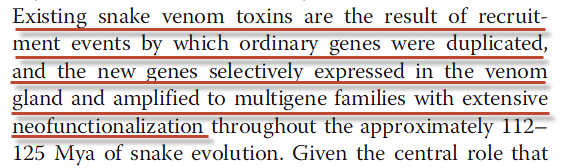 Existing snake venom toxins are the result of recruit-
ment events by which ordinary genes were duplicated,
and the new genes selectively expressed in the venom
gland and amplified to multigene families with extensive
neofunctionalization throughout the approximately 112–
125 Mya of snake evolution. Given the central role that